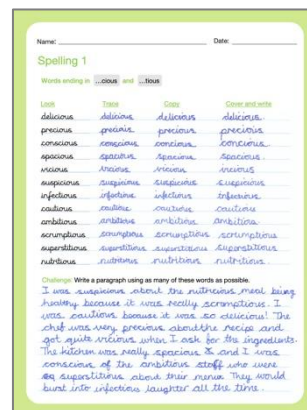 Name: Date:
Spelling 1
Words ending in ...cious and ...tious
Look Trace Copy Cover and write
delicious delicious delicious delicious
precious precious precious precious
conscious conscious concious concious
spacious spacious spacious spacious
vicious vicious vicious vicious
suspicious suspicious suspicious suspicious
infectious infectious infectious infectious
cautious cautious cautious cautious
ambitious ambitious ambitious ambitious
scrumptious scrumptious scrumptious scrumptious
superstitious superstitious superstitious superstitious
nutritious nutritious nutritious nutritious
Challenge: Write a paragraph using as many of these words as possible.
I was suspicious about the nutricious meal being
healthy because it was really scrumptious. I
was cautious because it was so delicious! The
chef was very precious about the recipe and
got quite vicious when I ask for the ingredients.
The kitchen was really spacious and I was
conscious of the ambitious staff who were
superstitious about their menu. They would
burst into infectious laughter all the time.